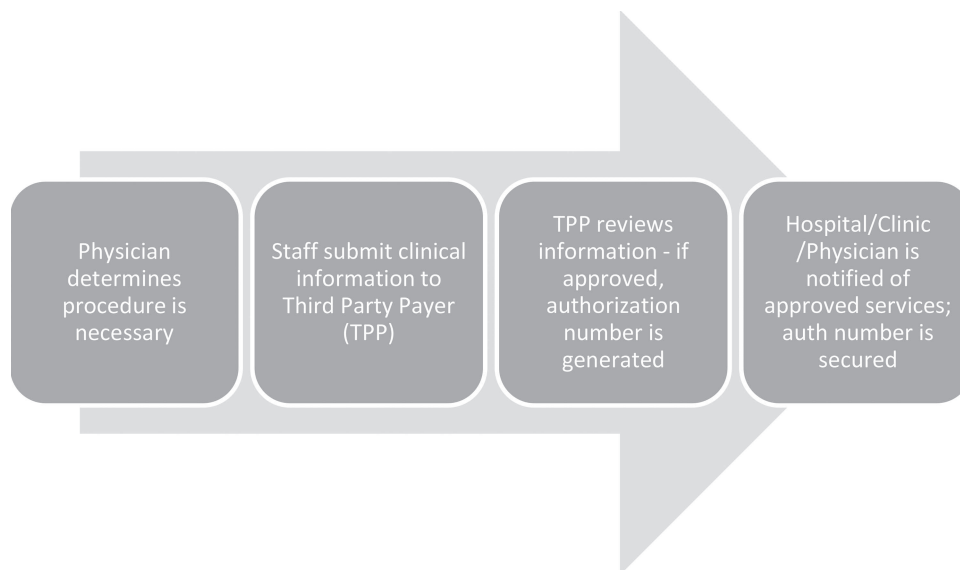 Physician
determines
procedure is
necessary
Staff submit clinical
information to
Third Party Payer
(TPP)
TPP reviews
information - if
approved,
authorization
number is
generated
Hospital/Clinic
/Physician is
notified of
approved services;
auth number is
secured